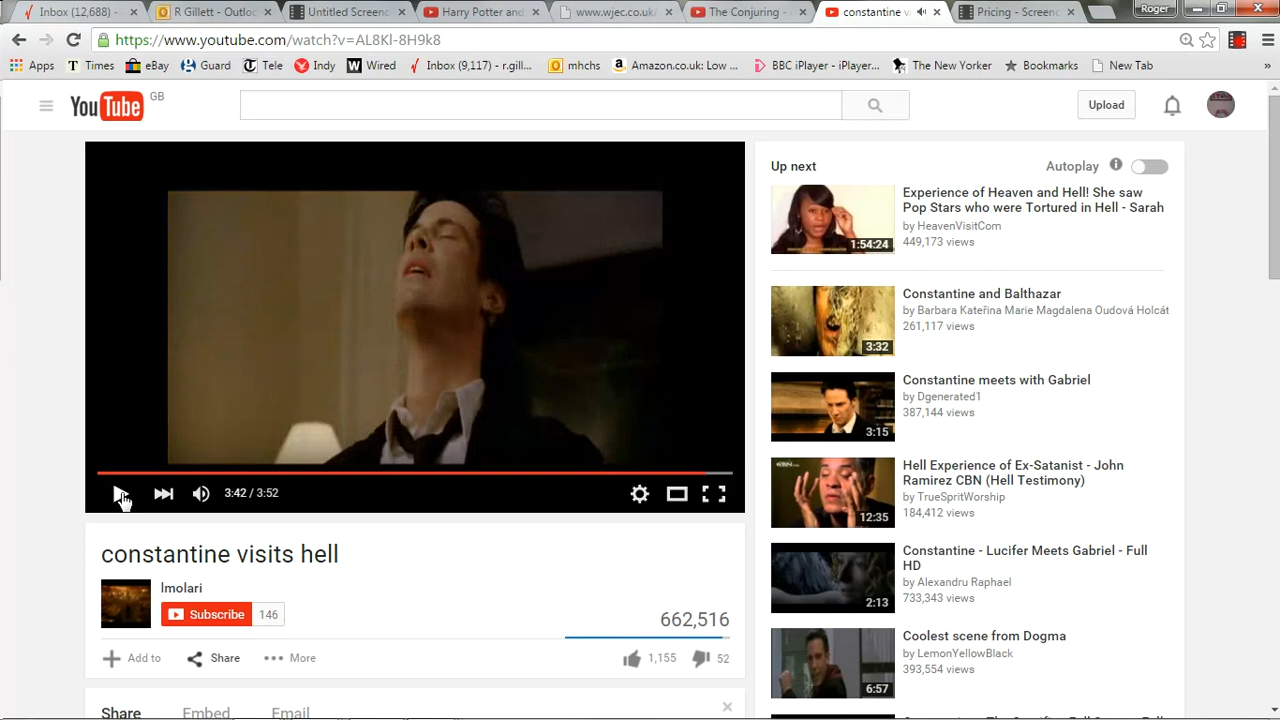 Inbox (12,688) -
R Gillett - Outloo
Untitled Screenc
Harry Potter and
www.wjec.co.uk
The Conjuring -
constantine v
Pricing - Screenc
Roger
https://www.youtube.com/watch?v=AL8Kl-8H9k8
Apps
T Times
eBay
Guard
Tele
Indy
W Wired
Inbox (9,117) - r.gill...
mhchs
Amazon.co.uk: Low ...
BBC iPlayer - iPlayer...
The New Yorker
Bookmarks
New Tab
»
YouTube GB
Upload
Up next
Autoplay
Experience of Heaven and Hell! She saw
Pop Stars who were Tortured in Hell - Sarah
by HeavenVisitCom
449,173 views
1:54:24
Constantine and Balthazar
by Barbara Kateřina Marie Magdalena Oudová Holcát
261,117 views
3:32
Constantine meets with Gabriel
by Dgenerated1
387,144 views
3:15
Hell Experience of Ex-Satanist - John
Ramirez CBN (Hell Testimony)
by TrueSpritWorship
184,412 views
12:35
Constantine - Lucifer Meets Gabriel - Full
HD
by Alexandru Raphael
733,343 views
2:13
Coolest scene from Dogma
by LemonYellowBlack
393,554 views
6:57
3:42 / 3:52
constantine visits hell
lmolari
Subscribe 146
662,516
Add to
Share
More
1,155
52
Share
Embed
Email